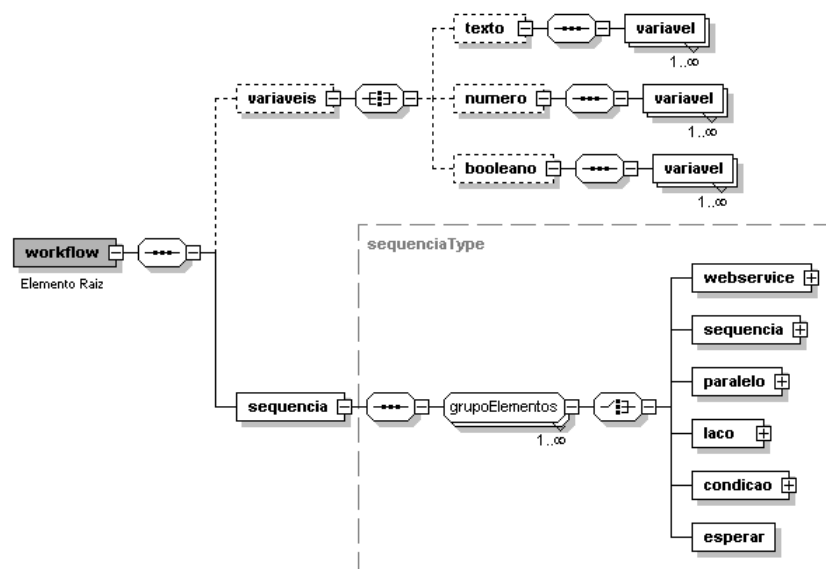 texto
variavel
1..∞
variaveis
numero
variavel
1..∞
booleano
variavel
1..∞
sequenciaType
workflow
Elemento Raiz
webservice
sequencia
paralelo
sequencia
grupoElementos
1..∞
laco
condicao
esperar